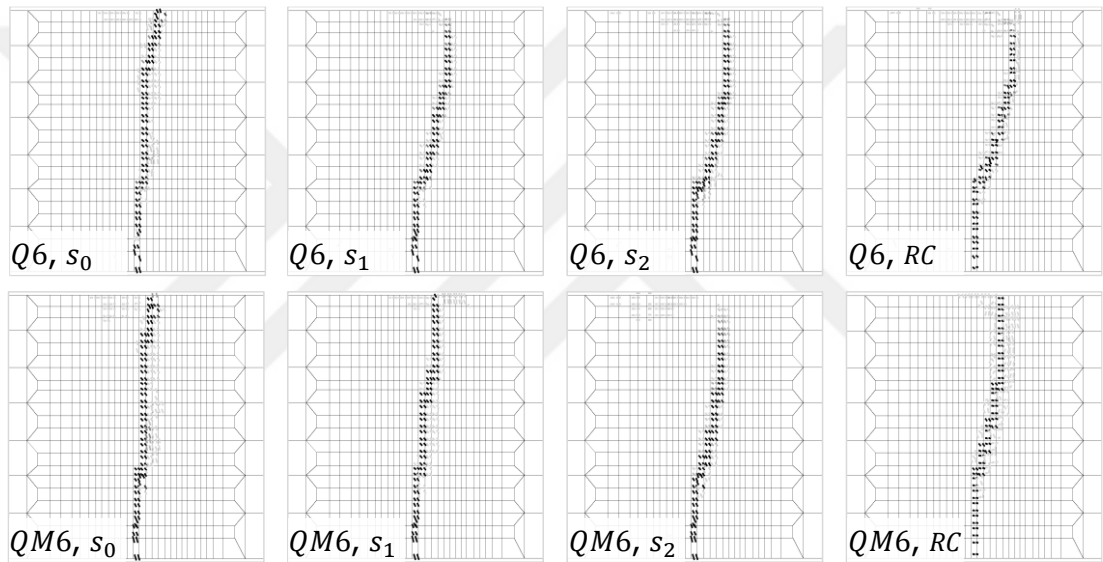 Q6, s₀
Q6, s₁
Q6, s₂
Q6, RC
QM6, s₀
QM6, s₁
QM6, s₂
QM6, RC